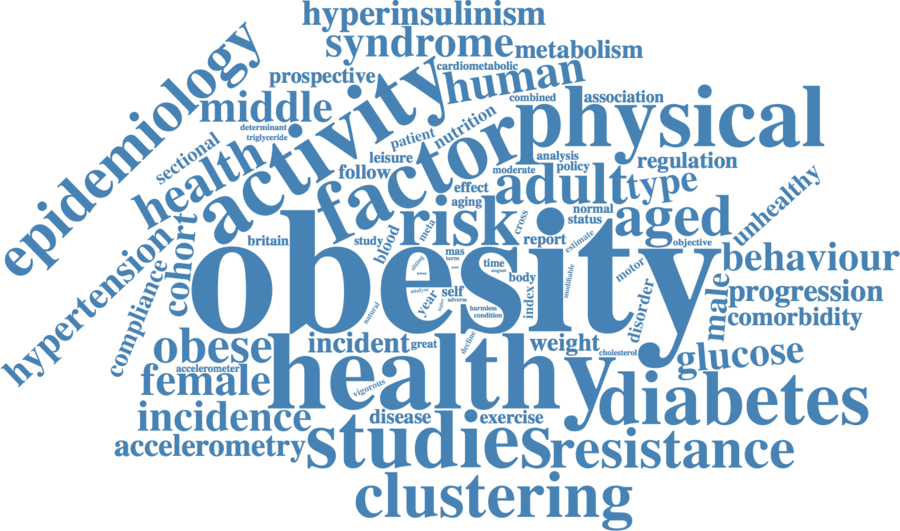 hyperinsulinism
syndrome
metabolism
epidemiology
cardiometabolic
prospective
human
middle
activity
combined
association
physical
determinant
triglyceride
nutrition
patient
factor
sectional
health
leisure
analysis
policy
regulation
follow
moderate
adult
type
effect
aging
unhealthy
risk
normal
status
aged
cross
meta
cohort
hypertension
blood
britain
study
report
estimate
objective
obesity
behaviour
compliance
mas
term
time
august
body
motor
modifiable
progression
self
year
adverse
index
disorder
male
harmless
condition
comorbidity
natural
obese
incident
great
decline
weight
cholesterol
glucose
accelerometer
female
healthy
vigorous
diabetes
incidence
disease
exercise
accelerometry
studies
resistance
clustering